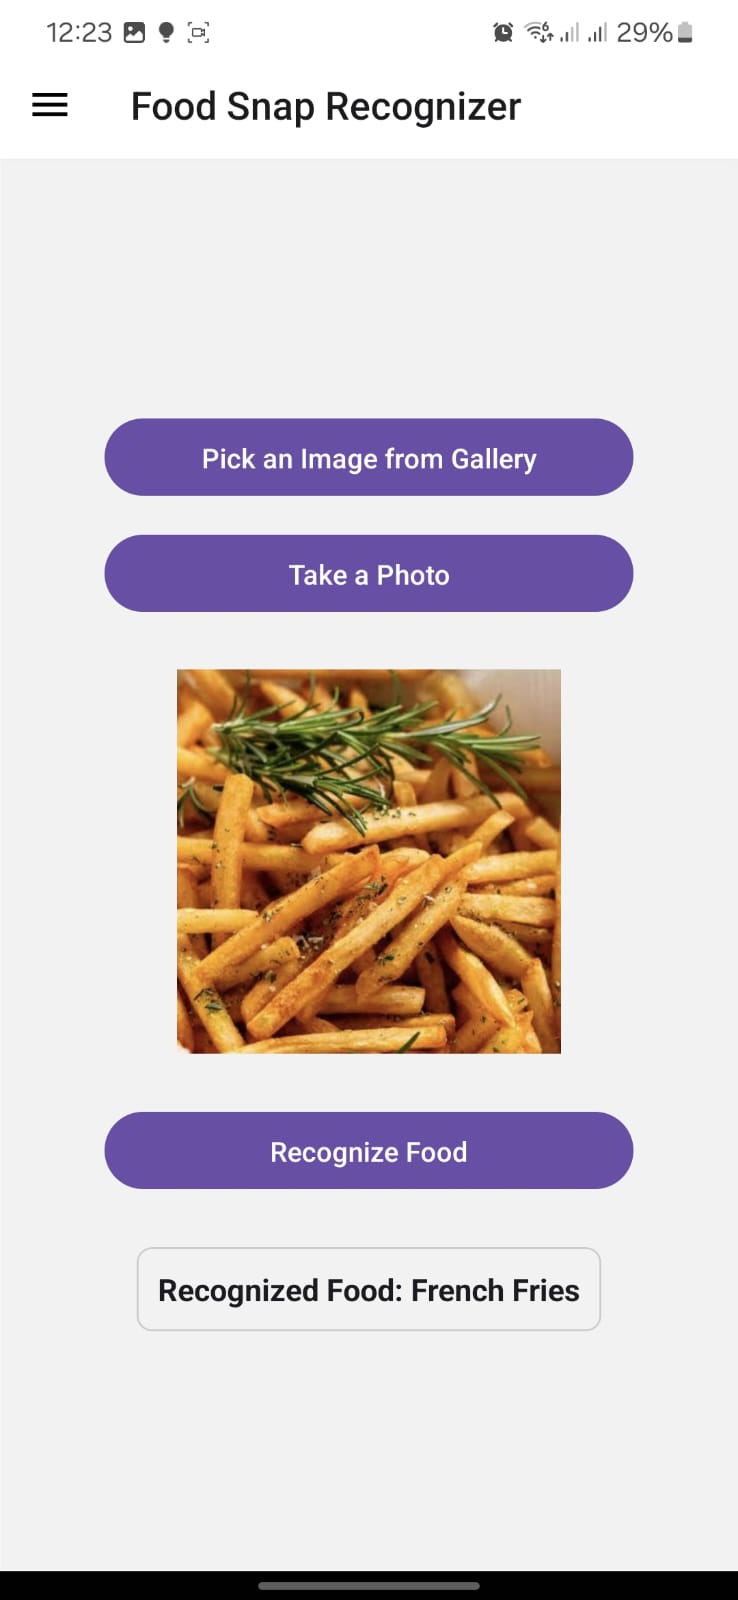 12:23 29%
Food Snap Recognizer
Pick an Image from Gallery
Take a Photo
Recognize Food
Recognized Food: French Fries